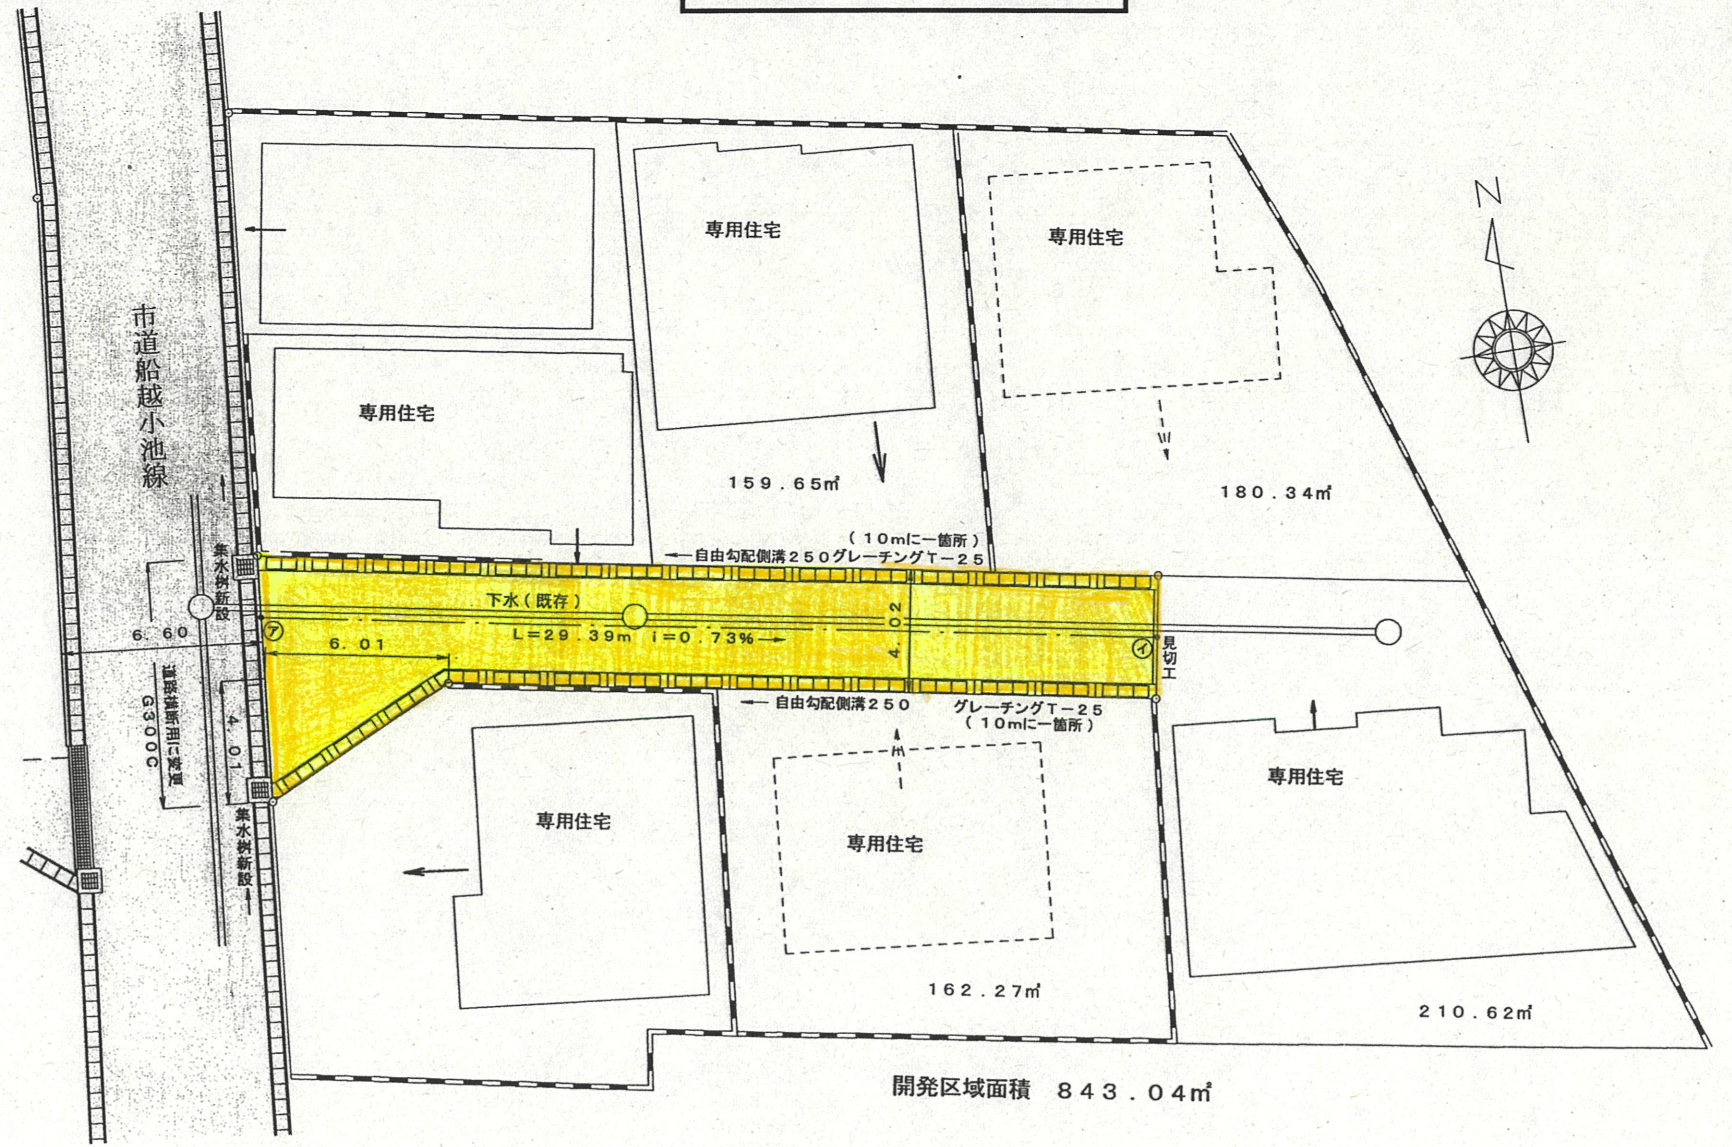 N
専用住宅
専用住宅
市道船越小池線
専用住宅
159.65㎡
180.34㎡
(10mに一箇所)
←自由勾配側溝250グレーチングT-25
集水桝新設
下水(既存)
4.02
L=29.39m i=0.73%→
㋐
6.60
6.01
㋑
見切工
道路横断用に変更
G300C
4.01
←自由勾配側溝250
グレーチングT-25
(10mに一箇所)
集水桝新設
専用住宅
専用住宅
専用住宅
162.27㎡
210.62㎡
開発区域面積 843.04㎡